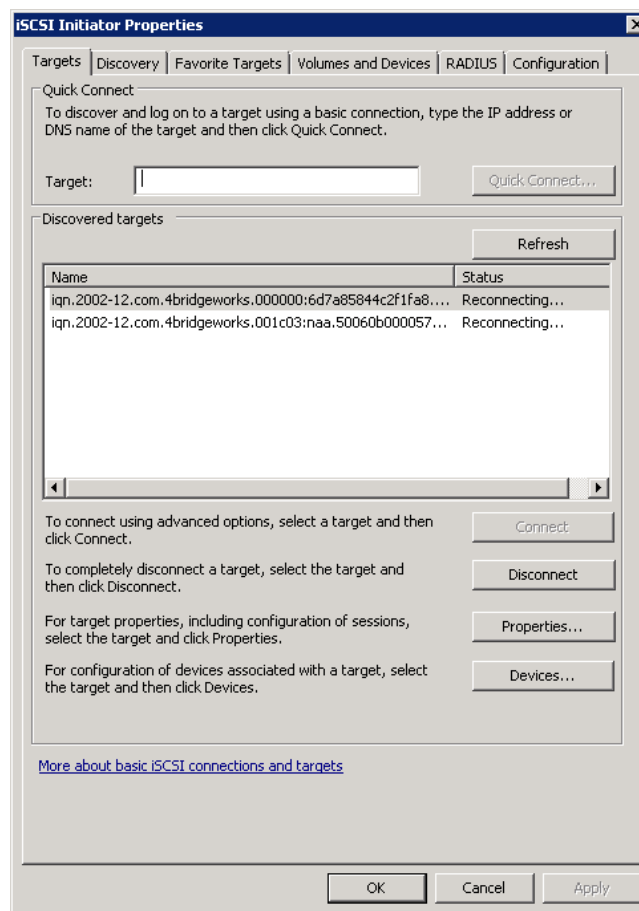 iSCSI Initiator Properties
Targets Discovery Favorite Targets Volumes and Devices RADIUS Configuration
Quick Connect
To discover and log on to a target using a basic connection, type the IP address or
DNS name of the target and then click Quick Connect.
Target:
Quick Connect...
Discovered targets
Refresh
Name Status
iqn.2002-12.com.4bridgeworks.000000:6d7a85844c2f1fa8.... Reconnecting...
iqn.2002-12.com.4bridgeworks.001c03:naa.50060b000057... Reconnecting...
To connect using advanced options, select a target and then
click Connect.
Connect
To completely disconnect a target, select the target and
then click Disconnect.
Disconnect
For target properties, including configuration of sessions,
select the target and click Properties.
Properties...
For configuration of devices associated with a target, select
the target and then click Devices.
Devices...
More about basic iSCSI connections and targets
OK Cancel Apply